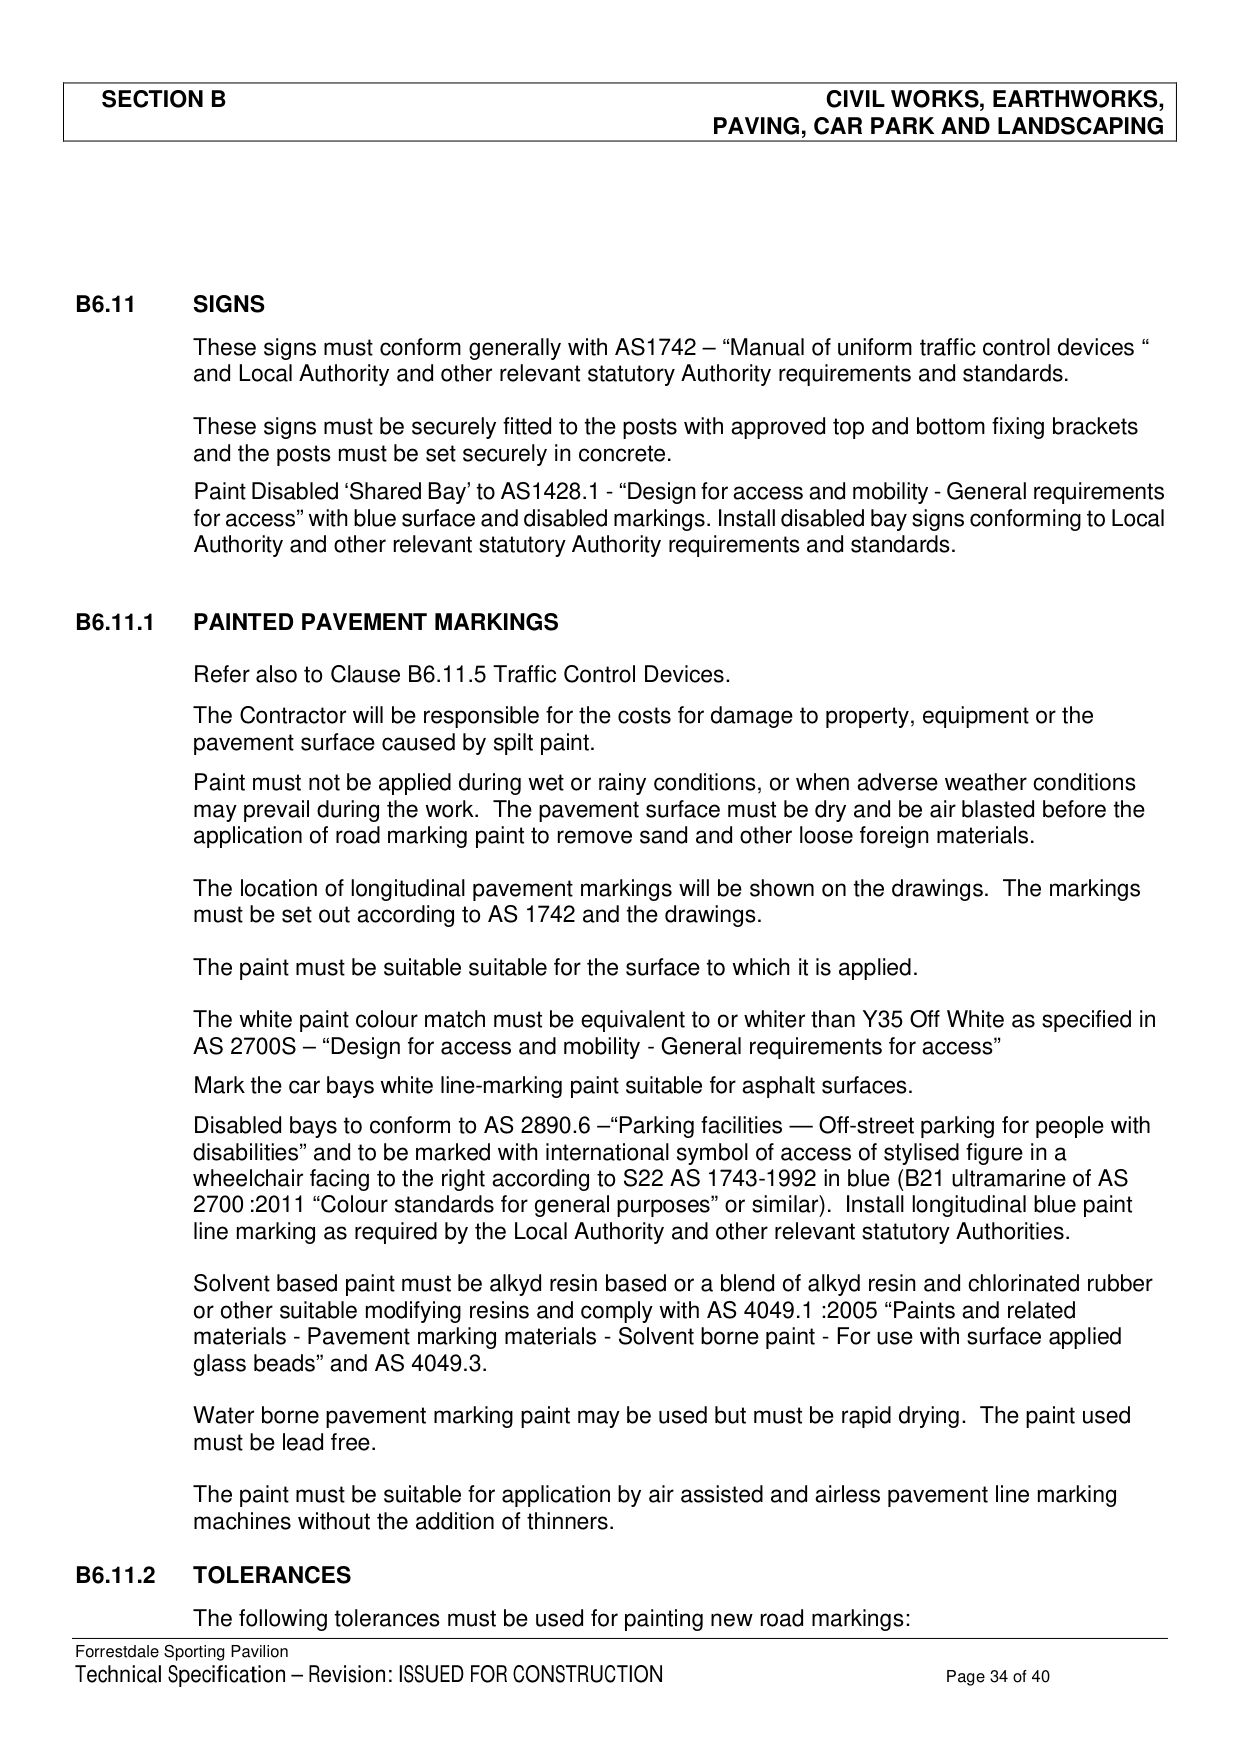 SECTION B CIVIL WORKS, EARTHWORKS,
PAVING, CAR PARK AND LANDSCAPING
B6.11 SIGNS
These signs must conform generally with AS1742 – “Manual of uniform traffic control devices “
and Local Authority and other relevant statutory Authority requirements and standards.
These signs must be securely fitted to the posts with approved top and bottom fixing brackets
and the posts must be set securely in concrete.
Paint Disabled ‘Shared Bay’ to AS1428.1 - “Design for access and mobility - General requirements
for access” with blue surface and disabled markings. Install disabled bay signs conforming to Local
Authority and other relevant statutory Authority requirements and standards.
B6.11.1 PAINTED PAVEMENT MARKINGS
Refer also to Clause B6.11.5 Traffic Control Devices.
The Contractor will be responsible for the costs for damage to property, equipment or the
pavement surface caused by spilt paint.
Paint must not be applied during wet or rainy conditions, or when adverse weather conditions
may prevail during the work.  The pavement surface must be dry and be air blasted before the
application of road marking paint to remove sand and other loose foreign materials.
The location of longitudinal pavement markings will be shown on the drawings.  The markings
must be set out according to AS 1742 and the drawings.
The paint must be suitable suitable for the surface to which it is applied.
The white paint colour match must be equivalent to or whiter than Y35 Off White as specified in
AS 2700S – “Design for access and mobility - General requirements for access”
Mark the car bays white line-marking paint suitable for asphalt surfaces.
Disabled bays to conform to AS 2890.6 –“Parking facilities — Off-street parking for people with
disabilities” and to be marked with international symbol of access of stylised figure in a
wheelchair facing to the right according to S22 AS 1743-1992 in blue (B21 ultramarine of AS
2700 :2011 “Colour standards for general purposes” or similar).  Install longitudinal blue paint
line marking as required by the Local Authority and other relevant statutory Authorities.
Solvent based paint must be alkyd resin based or a blend of alkyd resin and chlorinated rubber
or other suitable modifying resins and comply with AS 4049.1 :2005 “Paints and related
materials - Pavement marking materials - Solvent borne paint - For use with surface applied
glass beads” and AS 4049.3.
Water borne pavement marking paint may be used but must be rapid drying.  The paint used
must be lead free.
The paint must be suitable for application by air assisted and airless pavement line marking
machines without the addition of thinners.
B6.11.2 TOLERANCES
The following tolerances must be used for painting new road markings:
Forrestdale Sporting Pavilion
Technical Specification – Revision: ISSUED FOR CONSTRUCTION Page 34 of 40